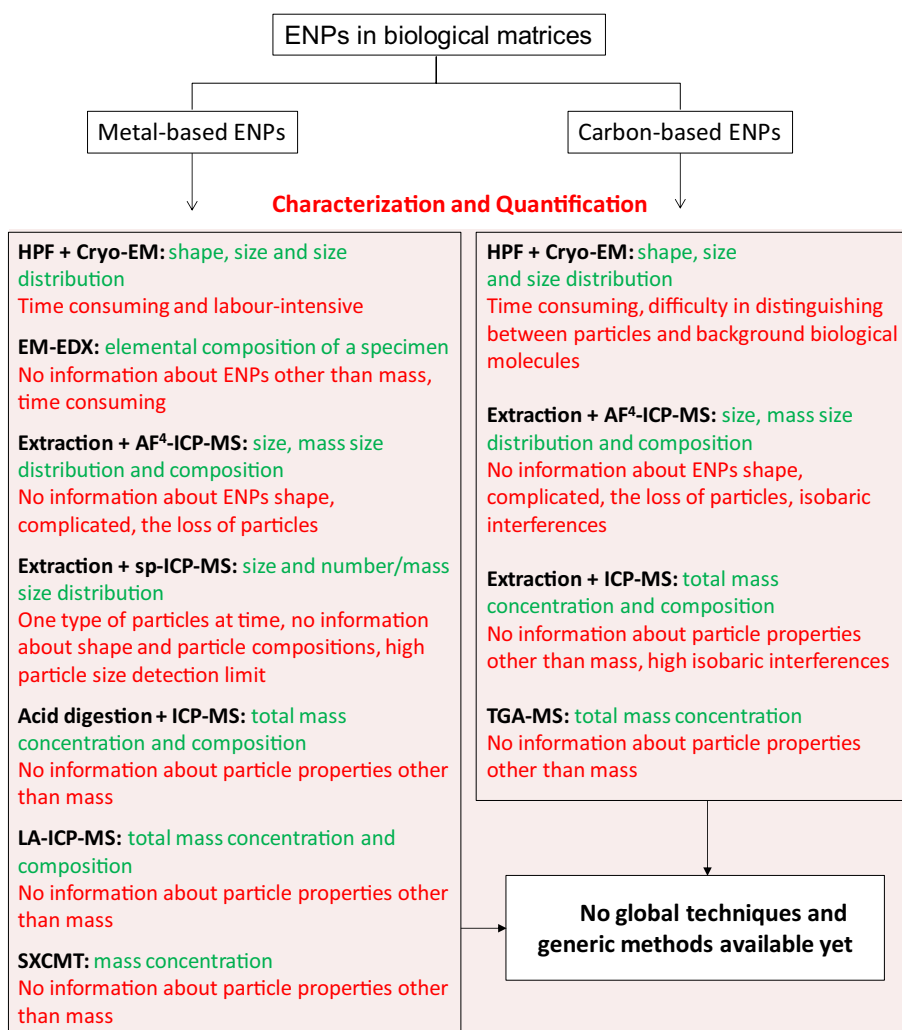 ENPs in biological matrices
Metal-based ENPs
Carbon-based ENPs
Characterization and Quantification
HPF + Cryo-EM: shape, size and size
distribution
Time consuming and labour-intensive
EM-EDX: elemental composition of a specimen
No information about ENPs other than mass,
time consuming
Extraction + AF⁴-ICP-MS: size, mass size
distribution and composition
No information about ENPs shape,
complicated, the loss of particles
Extraction + sp-ICP-MS: size and number/mass
size distribution
One type of particles at time, no information
about shape and particle compositions, high
particle size detection limit
Acid digestion + ICP-MS: total mass
concentration and composition
No information about particle properties other
than mass
LA-ICP-MS: total mass concentration and
composition
No information about particle properties other
than mass
SXCMT: mass concentration
No information about particle properties other
than mass
HPF + Cryo-EM: shape, size
and size distribution
Time consuming, difficulty in distinguishing
between particles and background biological
molecules
Extraction + AF⁴-ICP-MS: size, mass size
distribution and composition
No information about ENPs shape,
complicated, the loss of particles, isobaric
interferences
Extraction + ICP-MS: total mass
concentration and composition
No information about particle properties
other than mass, high isobaric interferences
TGA-MS: total mass concentration
No information about particle properties
other than mass
No global techniques and
generic methods available yet